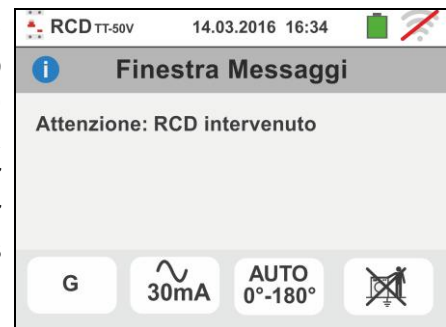 RCD TT-50V 14.03.2016 16:34
i Finestra Messaggi
Attenzione: RCD intervenuto
G 30mA AUTO
0°-180°